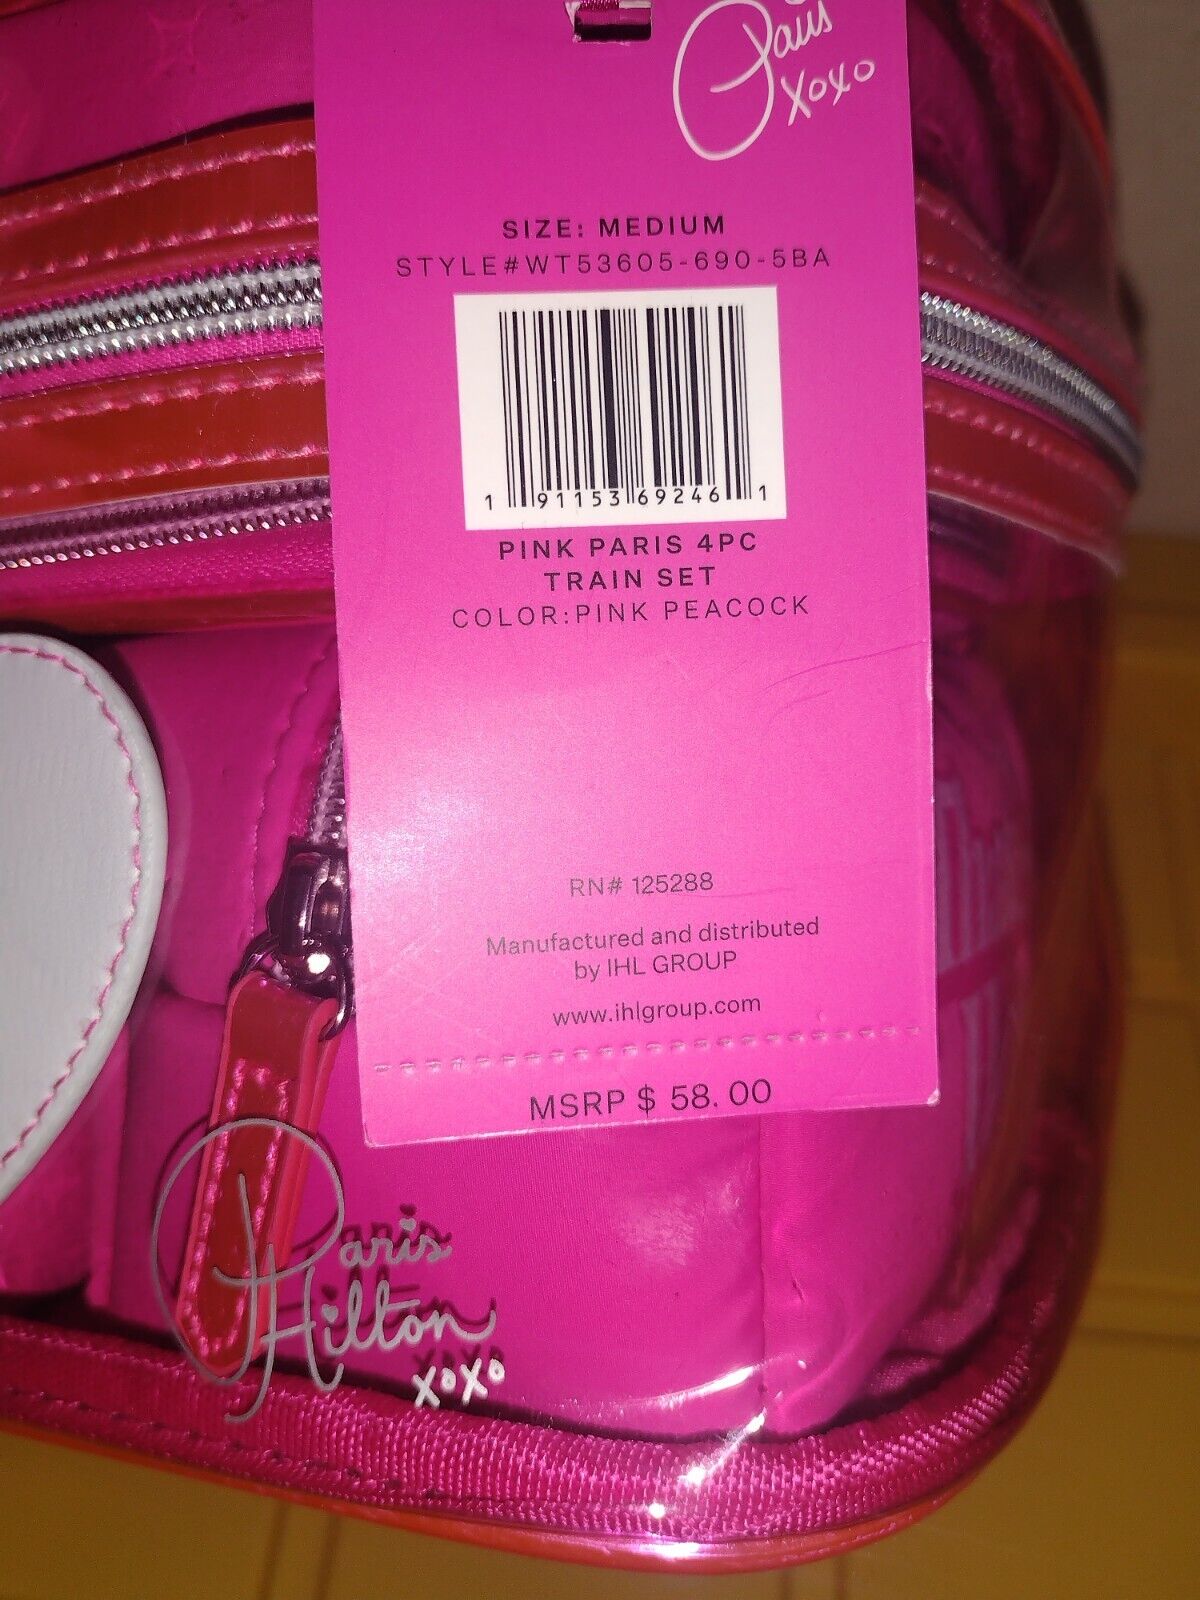 Paris
xoxo
SIZE: MEDIUM
STYLE#WT53605-690-5BA
1 91153 69246 1
PINK PARIS 4PC
TRAIN SET
COLOR:PINK PEACOCK
RN# 125288
Manufactured and distributed
by IHL GROUP
www.ihlgroup.com
MSRP $ 58.00
Paris
Hilton
xoxo